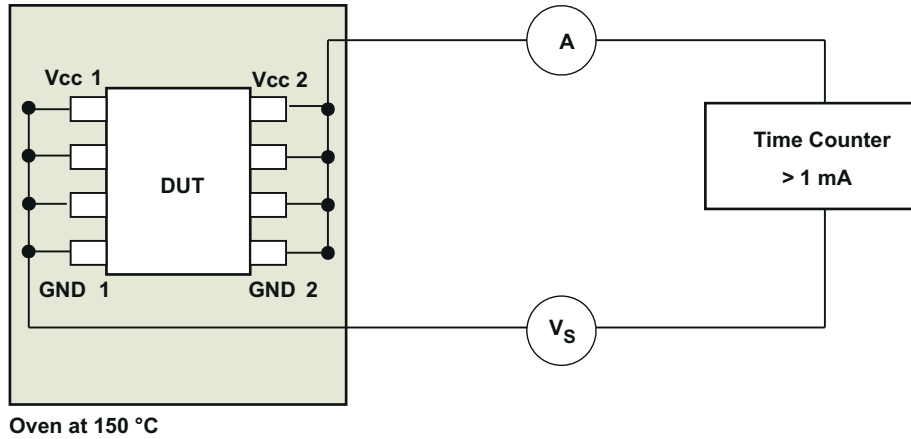 A
Vcc 1
Vcc 2
Time Counter
> 1 mA
DUT
GND 1
GND 2
VS
Oven at 150 °C